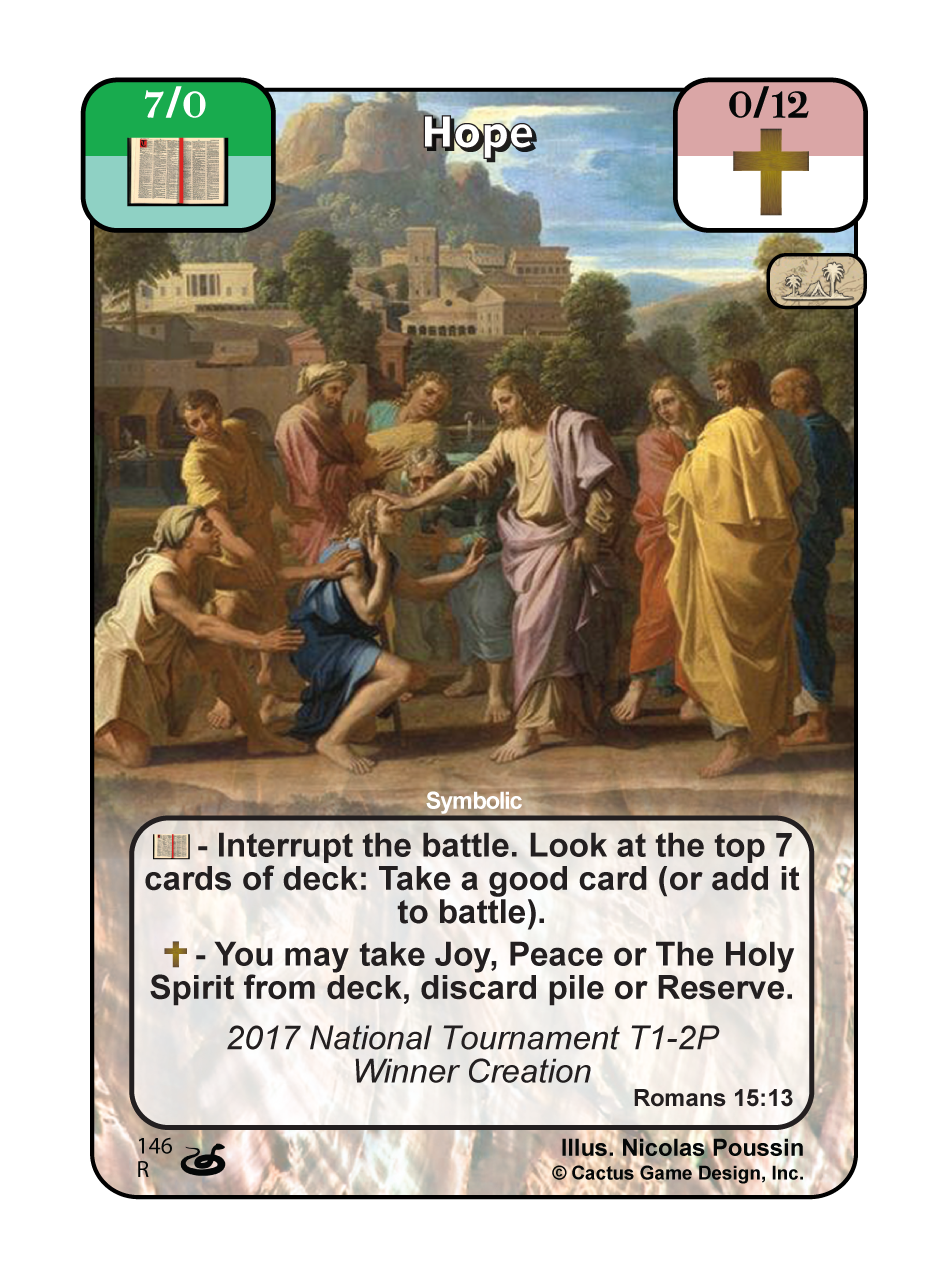 7/0
Hope
0/12
Symbolic
- Interrupt the battle. Look at the top 7
cards of deck: Take a good card (or add it
to battle).
- You may take Joy, Peace or The Holy
Spirit from deck, discard pile or Reserve.
2017 National Tournament T1-2P
Winner Creation
Romans 15:13
146
R
Illus. Nicolas Poussin
© Cactus Game Design, Inc.